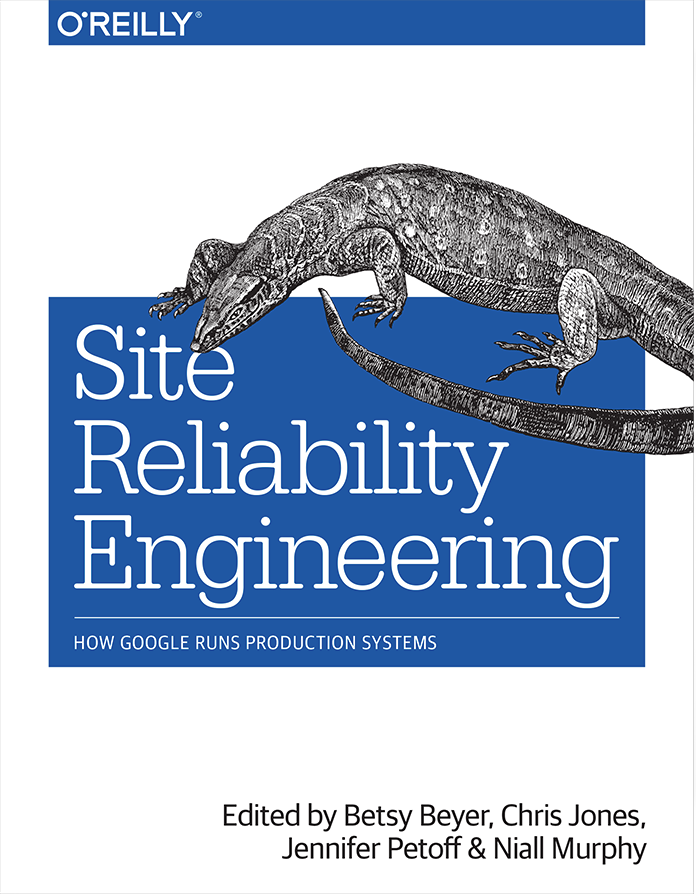 O'REILLY®
Site
Reliability
Engineering
HOW GOOGLE RUNS PRODUCTION SYSTEMS
Edited by Betsy Beyer, Chris Jones,
Jennifer Petoff & Niall Murphy